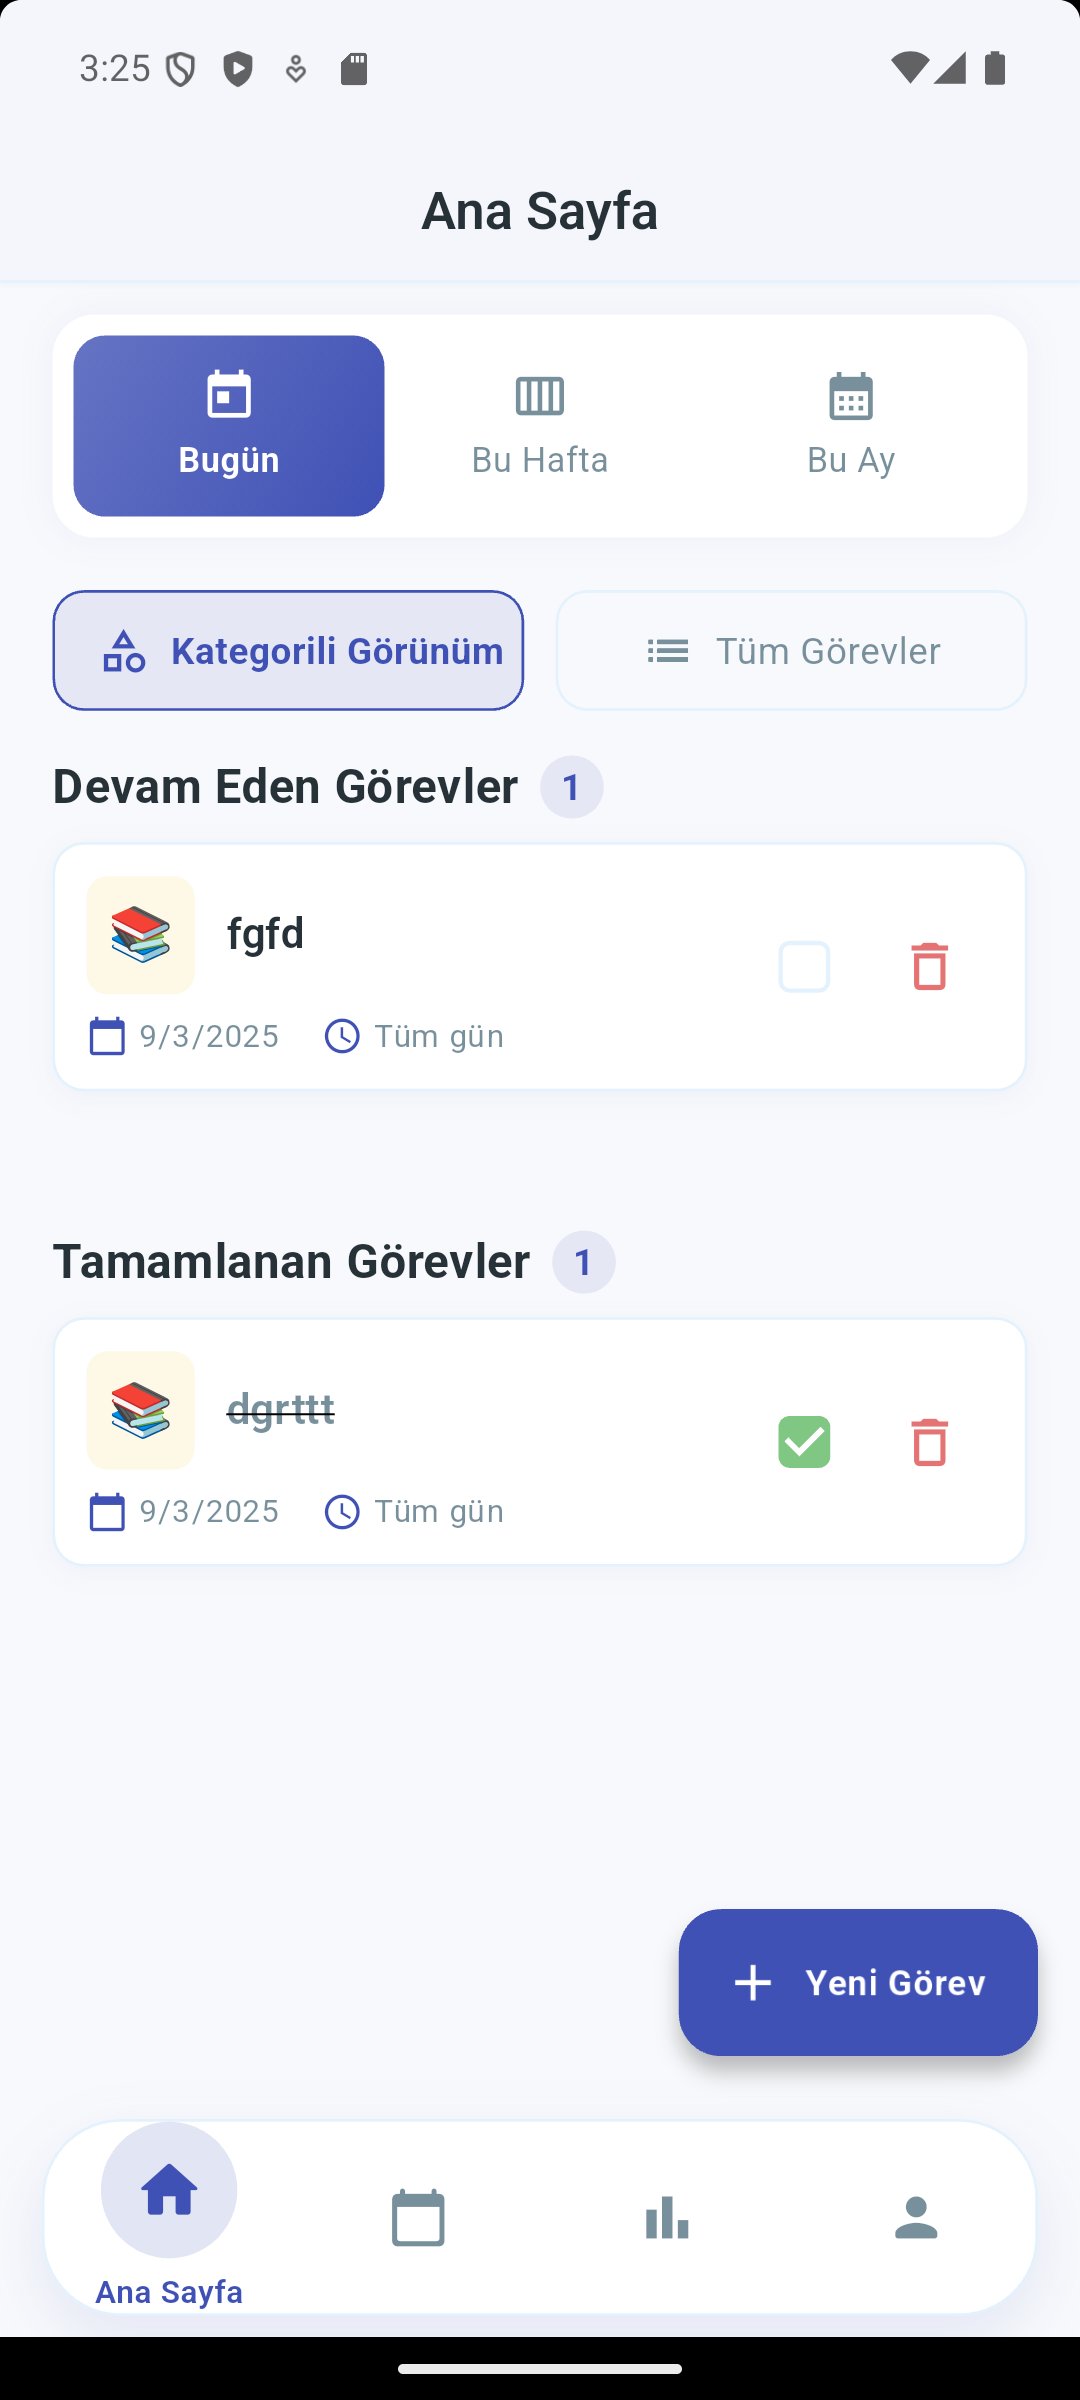 3:25
Ana Sayfa
Bugün
Bu Hafta
Bu Ay
Kategorili Görünüm
Tüm Görevler
Devam Eden Görevler 1
fgfd
9/3/2025 Tüm gün
Tamamlanan Görevler 1
dgrttt
9/3/2025 Tüm gün
Yeni Görev
Ana Sayfa